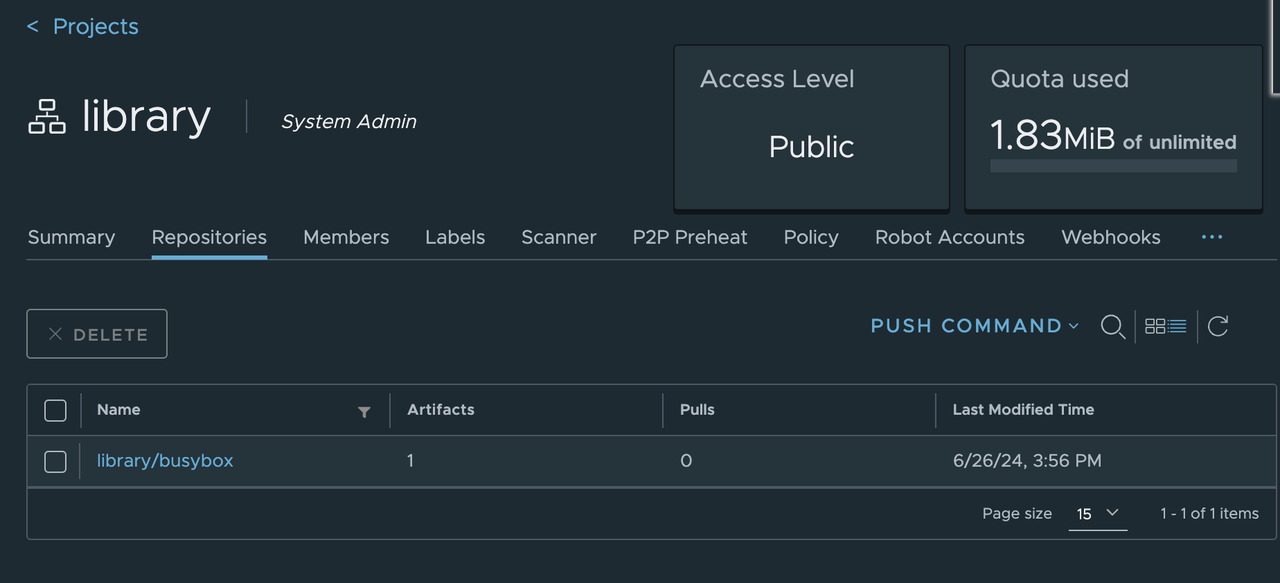 < Projects
library
System Admin
Access Level
Public
Quota used
1.83MiB of unlimited
Summary Repositories Members Labels Scanner P2P Preheat Policy Robot Accounts Webhooks ...
DELETE
PUSH COMMAND
Name Artifacts Pulls Last Modified Time
library/busybox 1 0 6/26/24, 3:56 PM
Page size 15 1 - 1 of 1 items